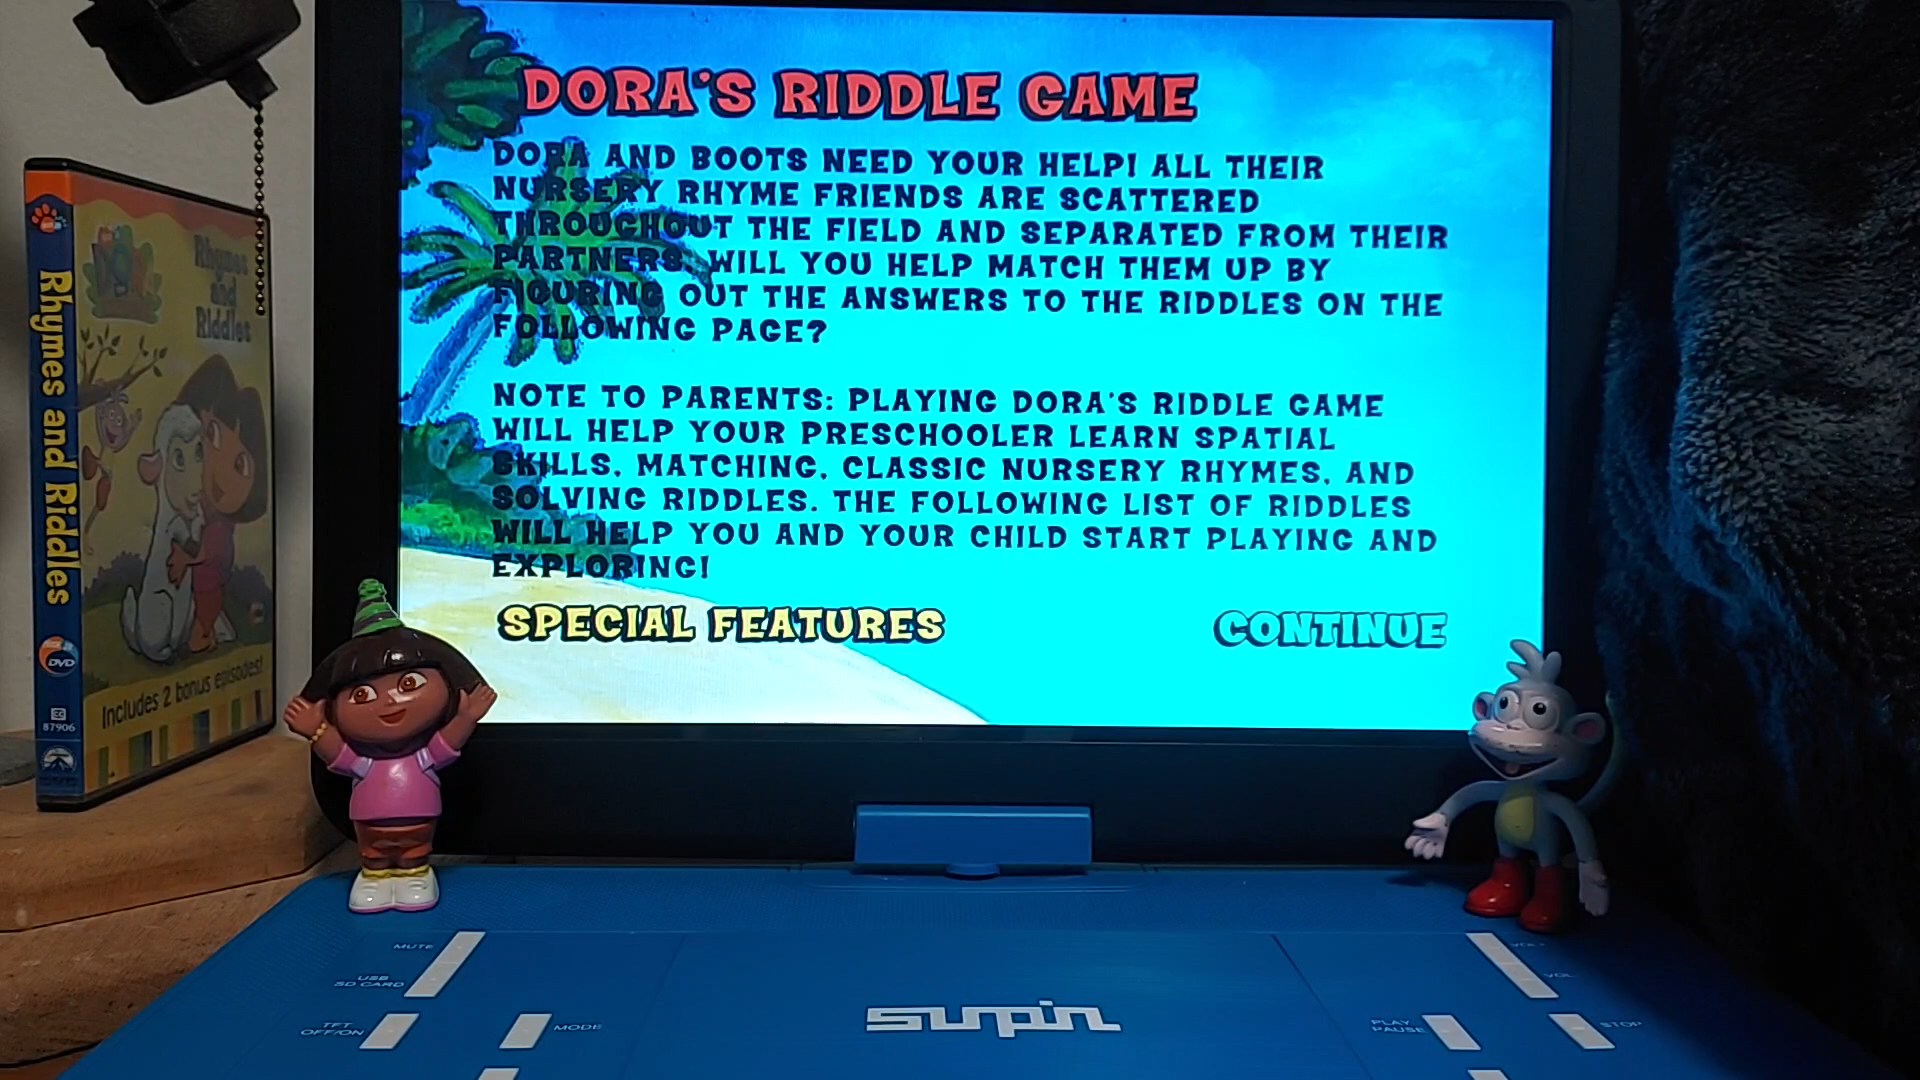 DORA'S RIDDLE GAME
DORA AND BOOTS NEED YOUR HELP! ALL THEIR
NURSERY RHYME FRIENDS ARE SCATTERED
THROUGHOUT THE FIELD AND SEPARATED FROM THEIR
PARTNERS. WILL YOU HELP MATCH THEM UP BY
FIGURING OUT THE ANSWERS TO THE RIDDLES ON THE
FOLLOWING PAGE?
NOTE TO PARENTS: PLAYING DORA'S RIDDLE GAME
WILL HELP YOUR PRESCHOOLER LEARN SPATIAL
SKILLS, MATCHING, CLASSIC NURSERY RHYMES, AND
SOLVING RIDDLES. THE FOLLOWING LIST OF RIDDLES
WILL HELP YOU AND YOUR CHILD START PLAYING AND
EXPLORING!
SPECIAL FEATURES
CONTINUE
Rhymes and Riddles
DVD
87906
Rhymes
and
Riddles
Includes 2 bonus episodes!
MUTE
USB
SD CARD
TFT
OFF/ON
MODE
sunpin
VOL
PLAY
PAUSE
STOP